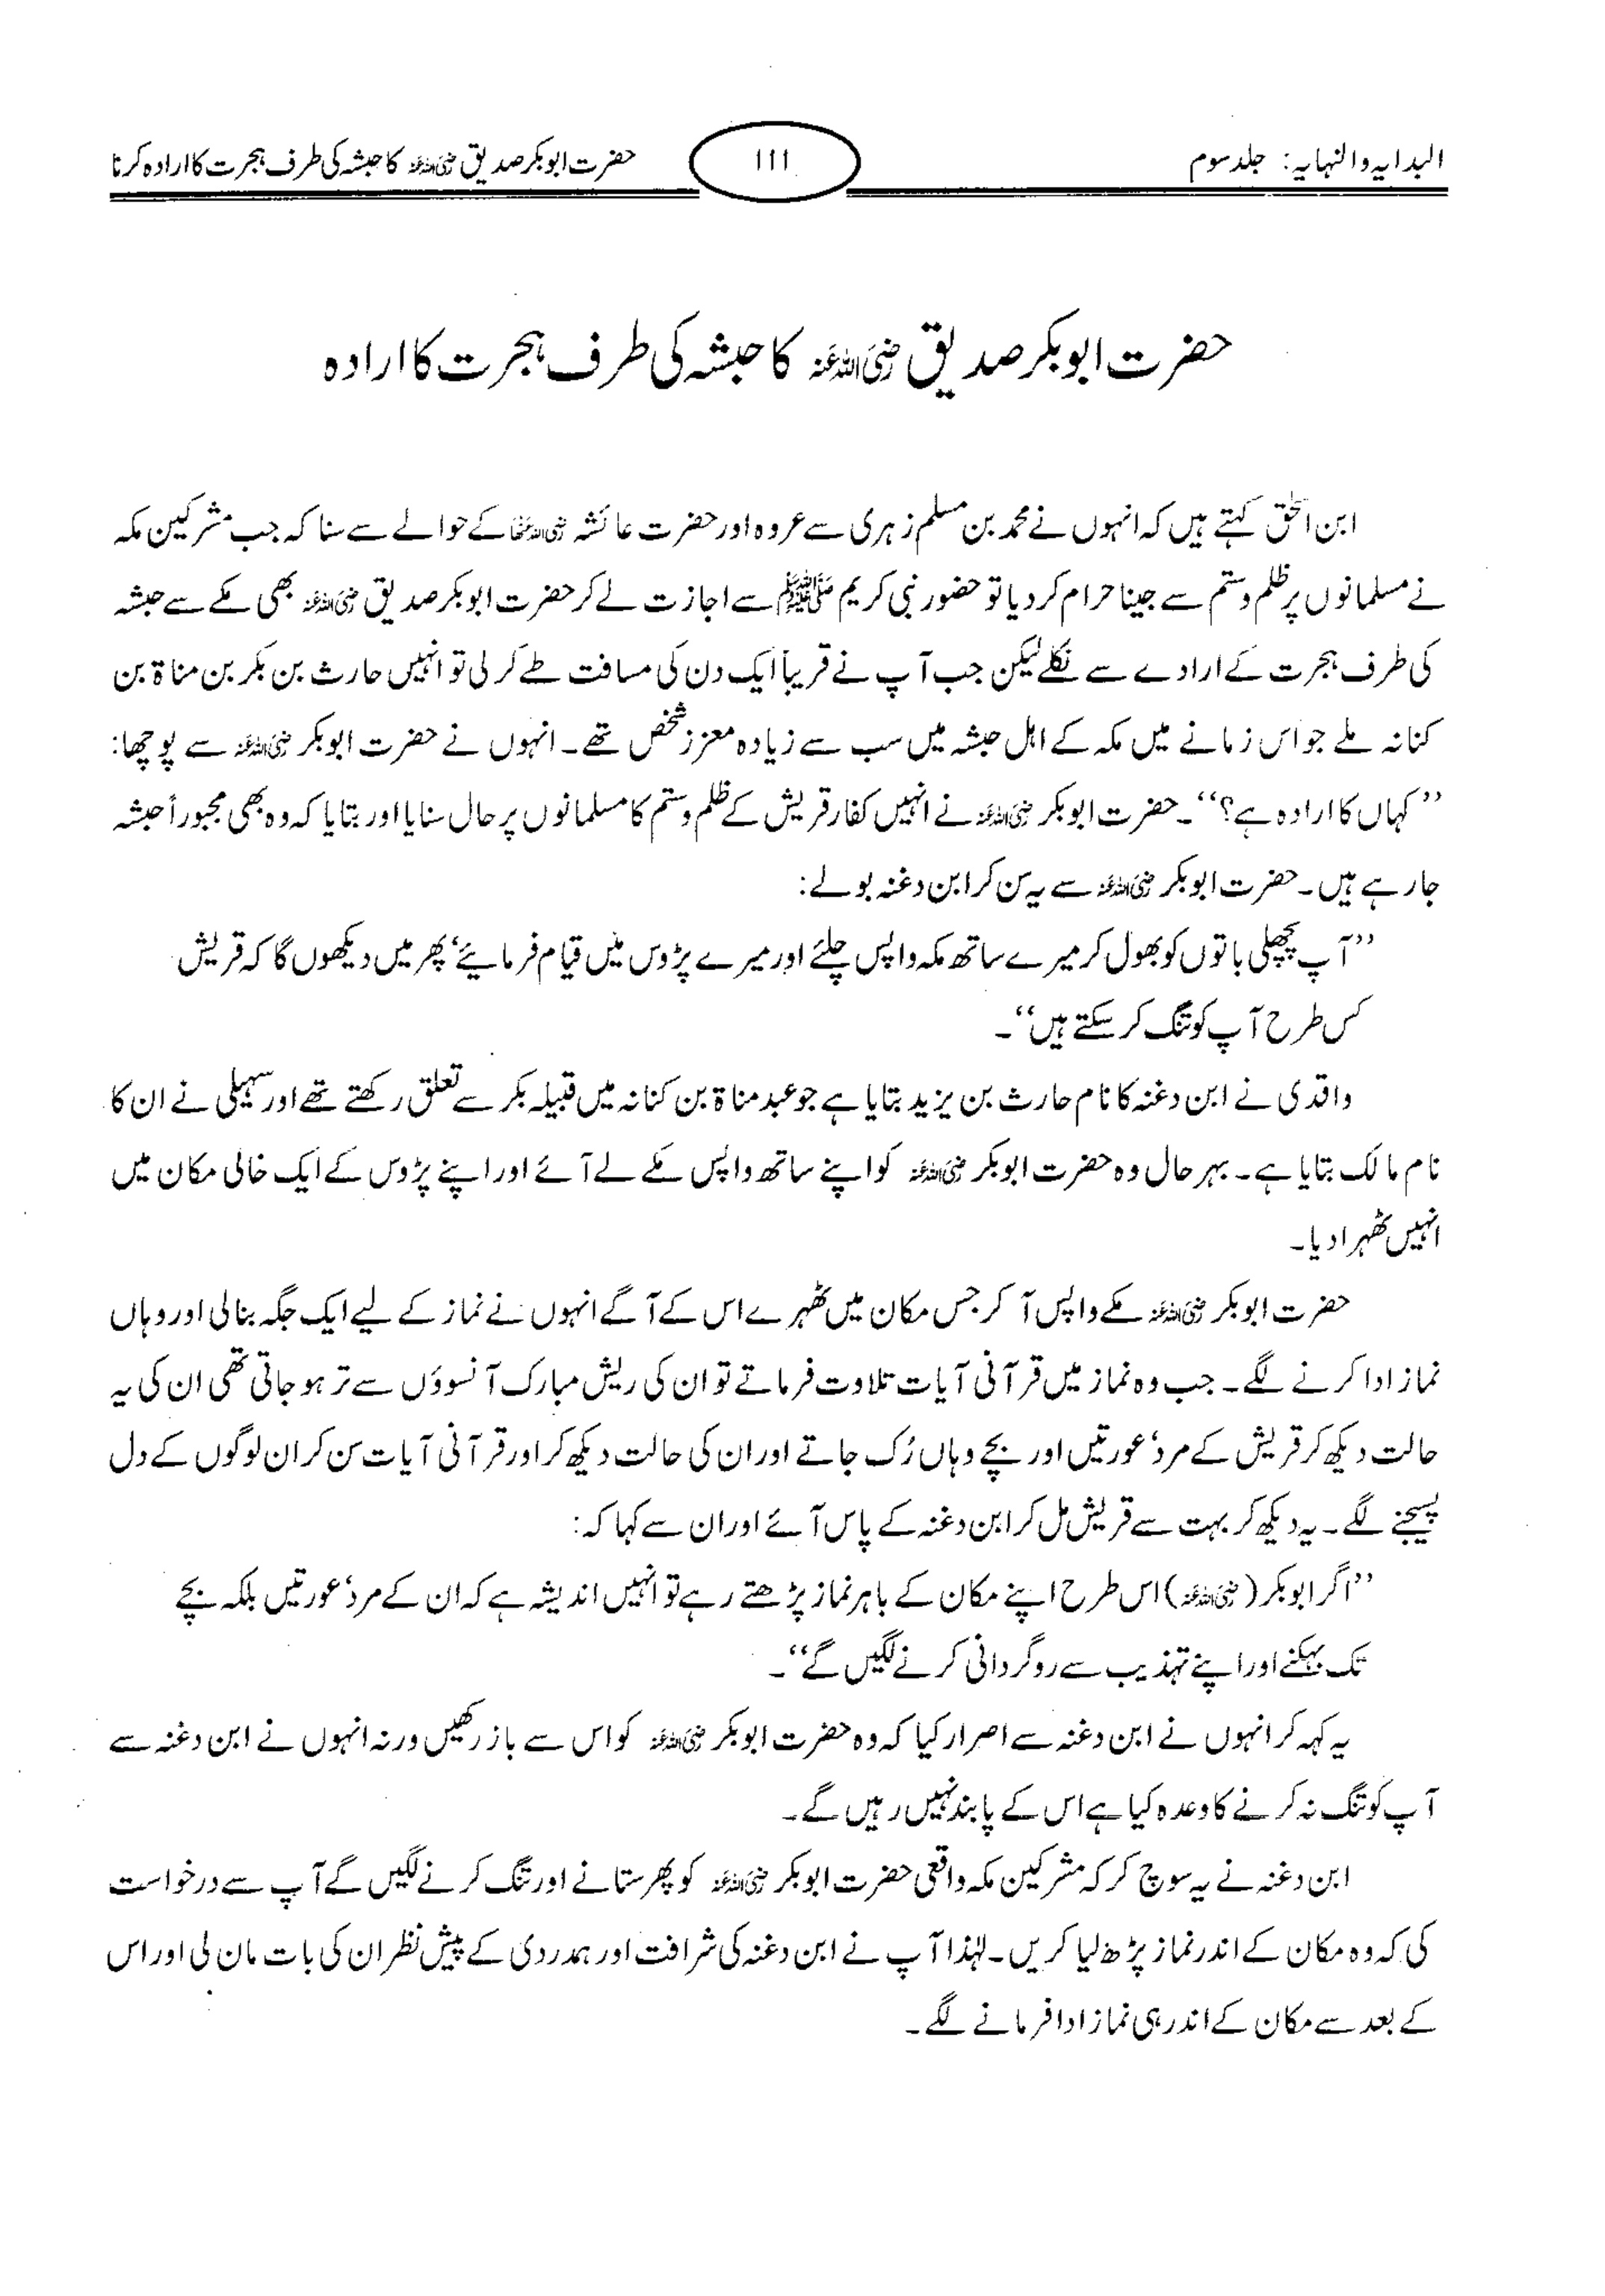 البدایہ والنہایہ: جلد سوم
۱۱۱
حضرت ابوبکر صدیق رضی اللہ عنہ کا حبشہ کی طرف ہجرت کا ارادہ کرنا
حضرت ابوبکر صدیق رضی اللہ عنہ کا حبشہ کی طرف ہجرت کا ارادہ
ابن اسحٰق کہتے ہیں کہ انہوں نے محمد بن مسلم زہری سے عروہ اور حضرت عائشہ رضی اللہ عنہا کے حوالے سے سنا کہ جب مشرکین مکہ
نے مسلمانوں پر ظلم و ستم سے جینا حرام کر دیا تو حضور نبی کریم ﷺ سے اجازت لے کر حضرت ابوبکر صدیق رضی اللہ عنہ بھی مکے سے حبشہ
کی طرف ہجرت کے ارادے سے نکلے لیکن جب آپ نے قریباً ایک دن کی مسافت طے کر لی تو انہیں حارث بن بکر بن مناۃ بن
کنانہ ملے جو اس زمانے میں مکہ کے اہل حبشہ میں سب سے زیادہ معزز شخص تھے۔ انہوں نے حضرت ابوبکر رضی اللہ عنہ سے پوچھا:
’’کہاں کا ارادہ ہے؟‘‘۔ حضرت ابوبکر رضی اللہ عنہ نے انہیں کفار قریش کے ظلم و ستم کا مسلمانوں پر حال سنایا اور بتایا کہ وہ بھی مجبوراً حبشہ
جا رہے ہیں۔ حضرت ابوبکر رضی اللہ عنہ سے یہ سن کر ابن دغنہ بولے:
’’آپ پچھلی باتوں کو بھول کر میرے ساتھ مکہ واپس چلئے اور میرے پڑوس میں قیام فرمایئے‘ پھر میں دیکھوں گا کہ قریش
کس طرح آپ کو تنگ کر سکتے ہیں‘‘۔
واقدی نے ابن دغنہ کا نام حارث بن یزید بتایا ہے جو عبد مناۃ بن کنانہ میں قبیلہ بکر سے تعلق رکھتے تھے اور سہیلی نے ان کا
نام مالک بتایا ہے۔ بہر حال وہ حضرت ابوبکر رضی اللہ عنہ کو اپنے ساتھ واپس مکے لے آئے اور اپنے پڑوس کے ایک خالی مکان میں
انہیں ٹھہرا دیا۔
حضرت ابوبکر رضی اللہ عنہ مکے واپس آ کر جس مکان میں ٹھہرے اس کے آگے انہوں نے نماز کے لیے ایک جگہ بنا لی اور وہاں
نماز ادا کرنے لگے۔ جب وہ نماز میں قرآنی آیات تلاوت فرماتے تو ان کی ریش مبارک آنسوؤں سے تر ہو جاتی تھی ان کی یہ
حالت دیکھ کر قریش کے مرد‘ عورتیں اور بچے وہاں رُک جاتے اور ان کی حالت دیکھ کر اور قرآنی آیات سن کر ان لوگوں کے دل
پسیجنے لگے۔ یہ دیکھ کر بہت سے قریش مل کر ابن دغنہ کے پاس آئے اور ان سے کہا کہ:
’’اگر ابوبکر (رضی اللہ عنہ) اس طرح اپنے مکان کے باہر نماز پڑھتے رہے تو انہیں اندیشہ ہے کہ ان کے مرد‘ عورتیں بلکہ بچے
تک بہکنے اور اپنے تہذیب سے روگردانی کرنے لگیں گے‘‘۔
یہ کہہ کر انہوں نے ابن دغنہ سے اصرار کیا کہ وہ حضرت ابوبکر رضی اللہ عنہ کو اس سے باز رکھیں ورنہ انہوں نے ابن دغنہ سے
آپ کو تنگ نہ کرنے کا وعدہ کیا ہے اس کے پابند نہیں رہیں گے۔
ابن دغنہ نے یہ سوچ کر کہ مشرکین مکہ واقعی حضرت ابوبکر رضی اللہ عنہ کو پھر ستانے اور تنگ کرنے لگیں گے آپ سے درخواست
کی کہ وہ مکان کے اندر نماز پڑھ لیا کریں۔ لہٰذا آپ نے ابن دغنہ کی شرافت اور ہمدردی کے پیش نظر ان کی بات مان لی اور اس
کے بعد سے مکان کے اندر ہی نماز ادا فرمانے لگے۔